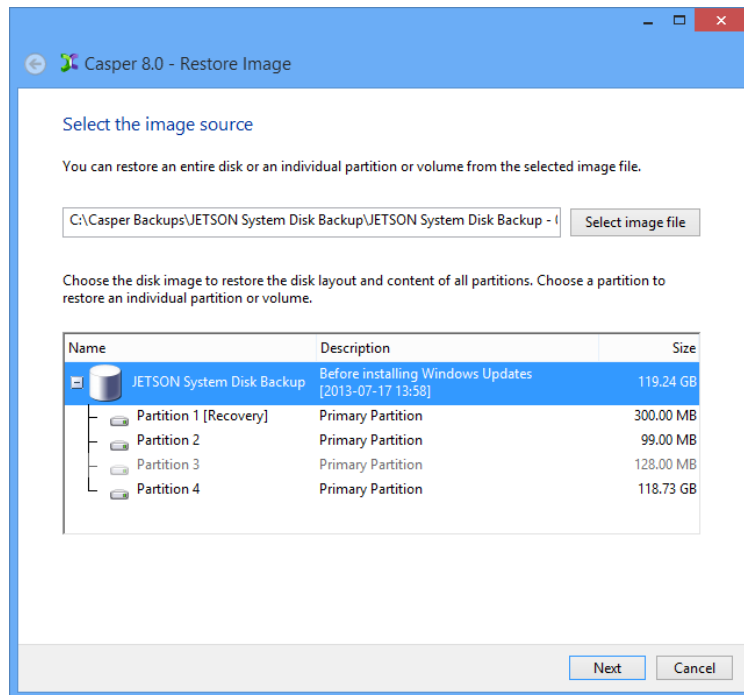 Casper 8.0 - Restore Image
Select the image source
You can restore an entire disk or an individual partition or volume from the selected image file.
C:\Casper Backups\JETSON System Disk Backup\JETSON System Disk Backup - (
Select image file
Choose the disk image to restore the disk layout and content of all partitions. Choose a partition to
restore an individual partition or volume.
Name Description Size
JETSON System Disk Backup Before installing Windows Updates 119.24 GB
[2013-07-17 13:58]
Partition 1 [Recovery] Primary Partition 300.00 MB
Partition 2 Primary Partition 99.00 MB
Partition 3 Primary Partition 128.00 MB
Partition 4 Primary Partition 118.73 GB
Next Cancel